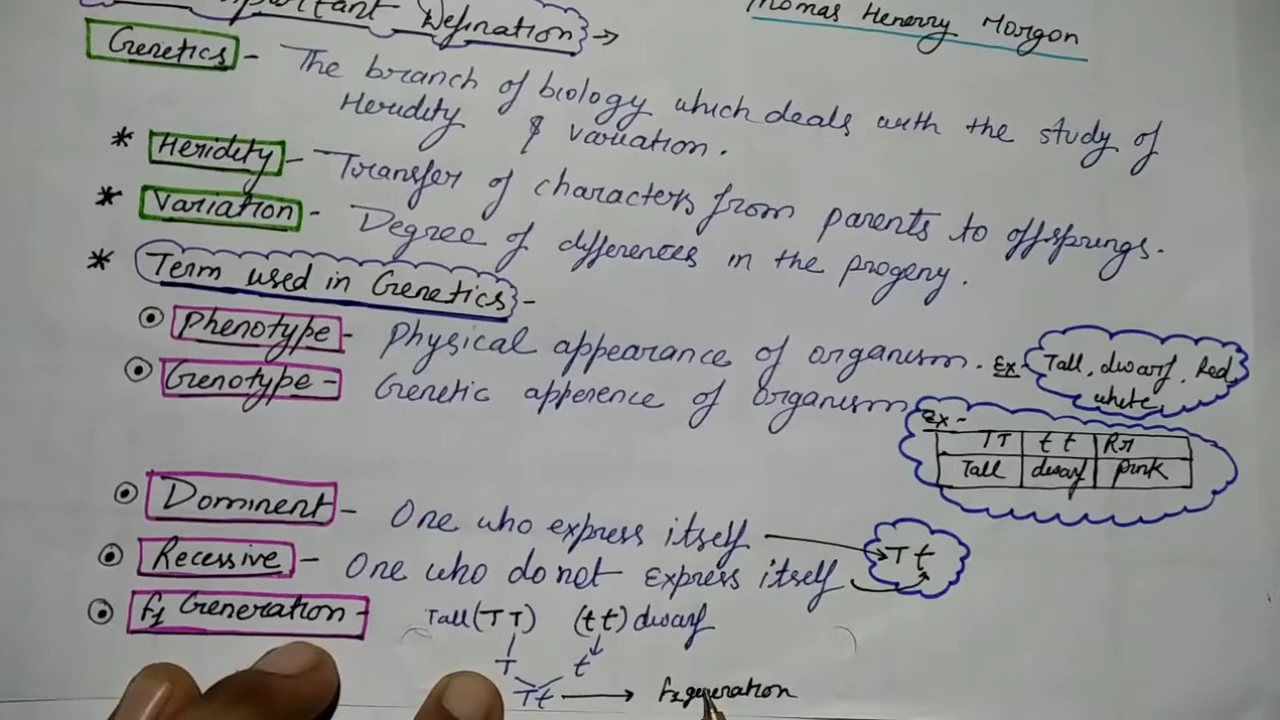 Important Defination →
Thomas Henerry Morgon
Genetics - The branch of biology which deals with the study of
Heridity & variation.
* Heridity - Transfer of characters from parents to offsprings.
* Variation - Degree of differences in the progeny.
* Term used in Genetics -
Phenotype - Physical appearance of organism. Ex. Tall, dwarf, Red,
white
Genotype - Genetic apperence of organism
Ex -
TT tt Rr
Tall dwarf pink
Dominent - One who express itself → Tt
Recessive - One who do not express itself
F1 Generation - Tall (TT) (tt) dwarf
T t
Tt → F1 generation